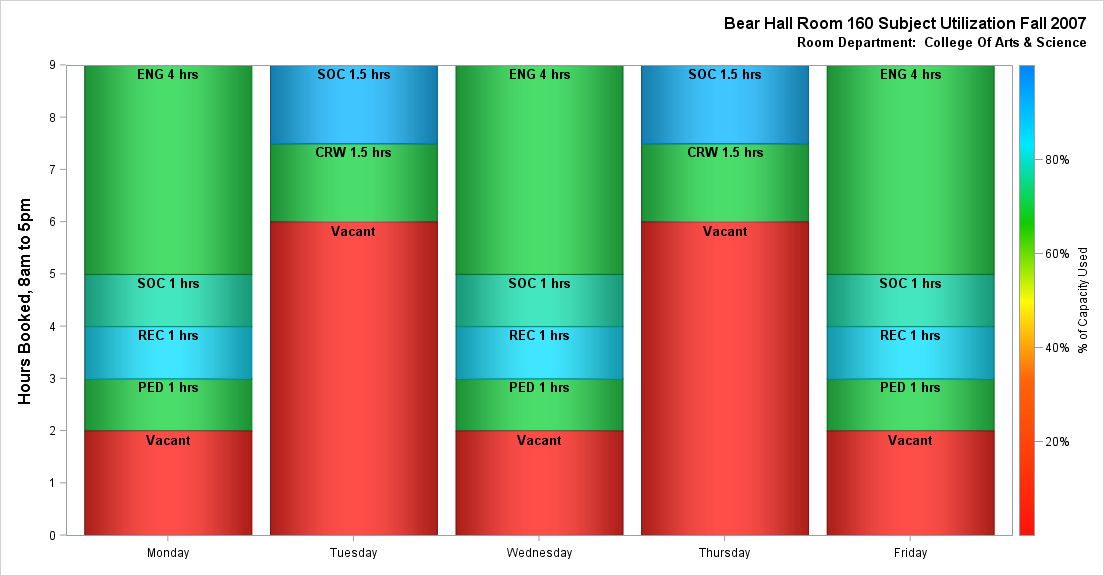 Bear Hall Room 160 Subject Utilization Fall 2007
Room Department:  College Of Arts & Science
Hours Booked, 8am to 5pm
9
8
7
6
5
4
3
2
1
0
ENG 4 hrs
SOC 1 hrs
REC 1 hrs
PED 1 hrs
Vacant
Monday
SOC 1.5 hrs
CRW 1.5 hrs
Vacant
Tuesday
ENG 4 hrs
SOC 1 hrs
REC 1 hrs
PED 1 hrs
Vacant
Wednesday
SOC 1.5 hrs
CRW 1.5 hrs
Vacant
Thursday
ENG 4 hrs
SOC 1 hrs
REC 1 hrs
PED 1 hrs
Vacant
Friday
80%
60%
40%
20%
% of Capacity Used